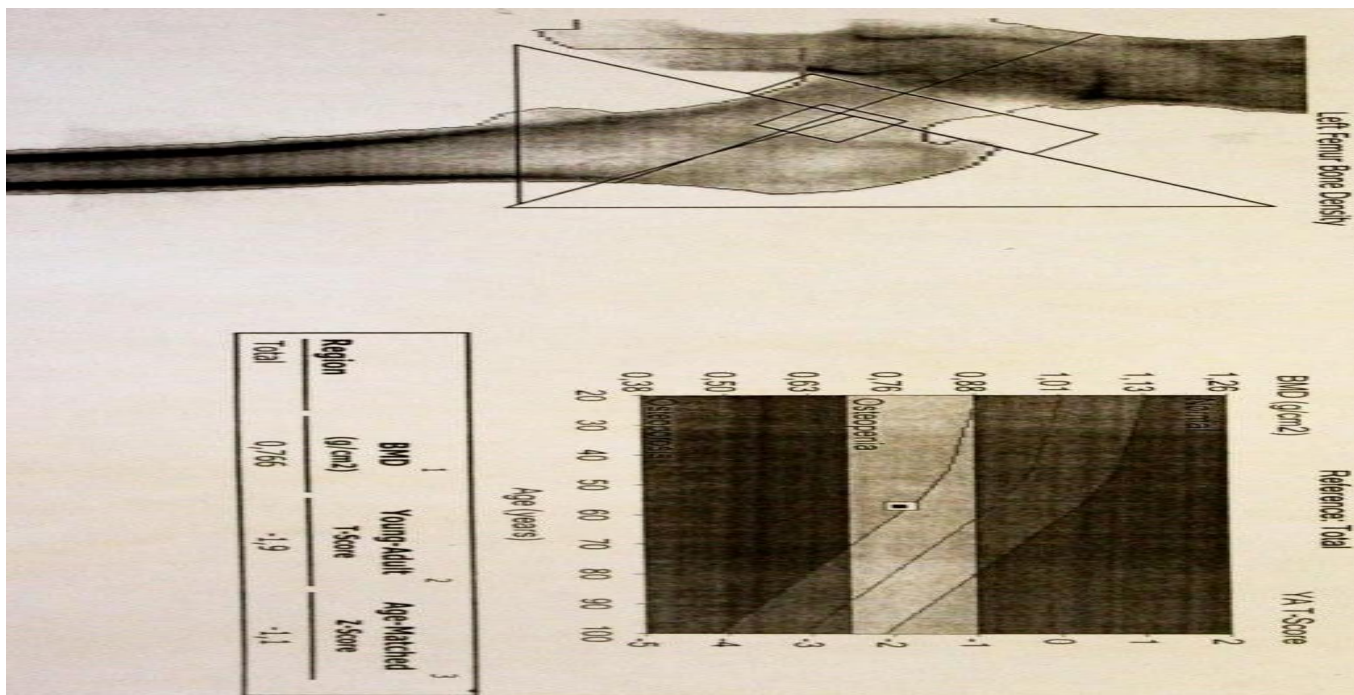 Left Femur Bone Density
Reference: Total
BMD (g/cm2) YA T-Score
1,26 2
Normal
1,13 1
1,01 0
0,88 -1
Osteopenia
0,76 -2
0,63 -3
0,50 -4
Osteoporosis
0,38 -5
20 30 40 50 60 70 80 90 100
Age (years)
1 2 3
BMD Young-Adult Age-Matched
Region (g/cm2) T-Score Z-Score
Total 0,766 -1,9 -1,1